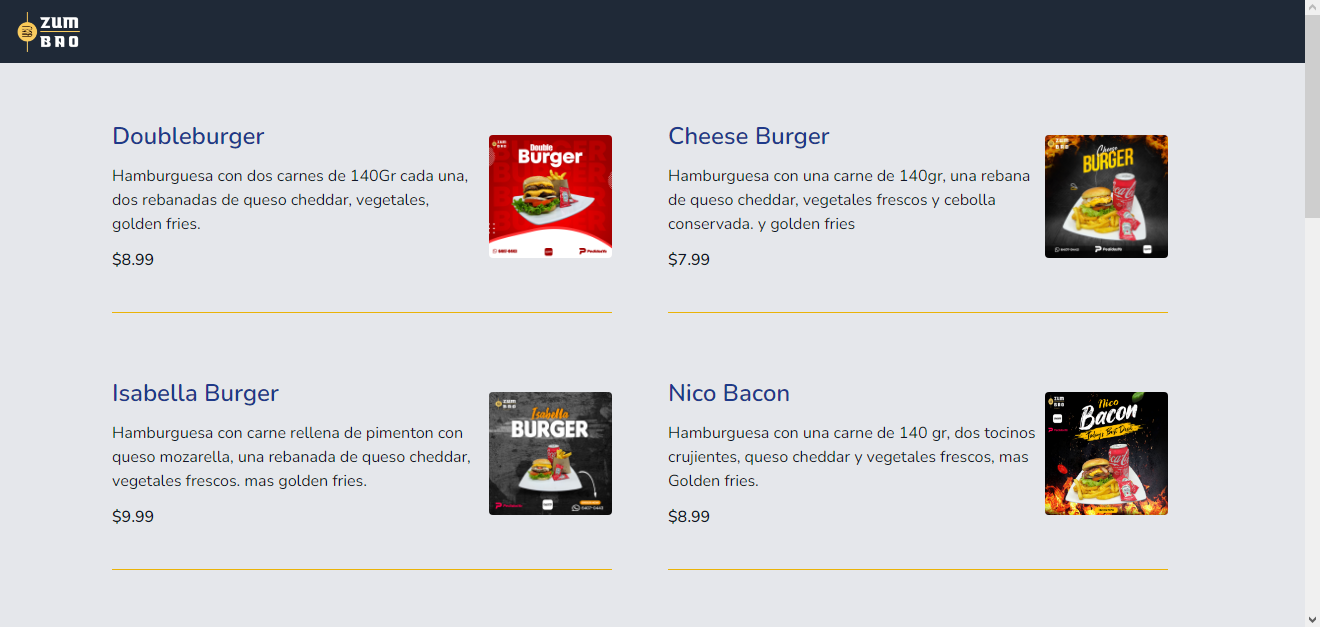 zum
BAO
Doubleburger
Hamburguesa con dos carnes de 140Gr cada una,
dos rebanadas de queso cheddar, vegetales,
golden fries.
$8.99
Double
Burger
Cheese Burger
Hamburguesa con una carne de 140gr, una rebana
de queso cheddar, vegetales frescos y cebolla
conservada. y golden fries
$7.99
Cheese
BURGER
Isabella Burger
Hamburguesa con carne rellena de pimenton con
queso mozarella, una rebanada de queso cheddar,
vegetales frescos. mas golden fries.
$9.99
Isabella
BURGER
Nico Bacon
Hamburguesa con una carne de 140 gr, dos tocinos
crujientes, queso cheddar y vegetales frescos, mas
Golden fries.
$8.99
Nico
Bacon